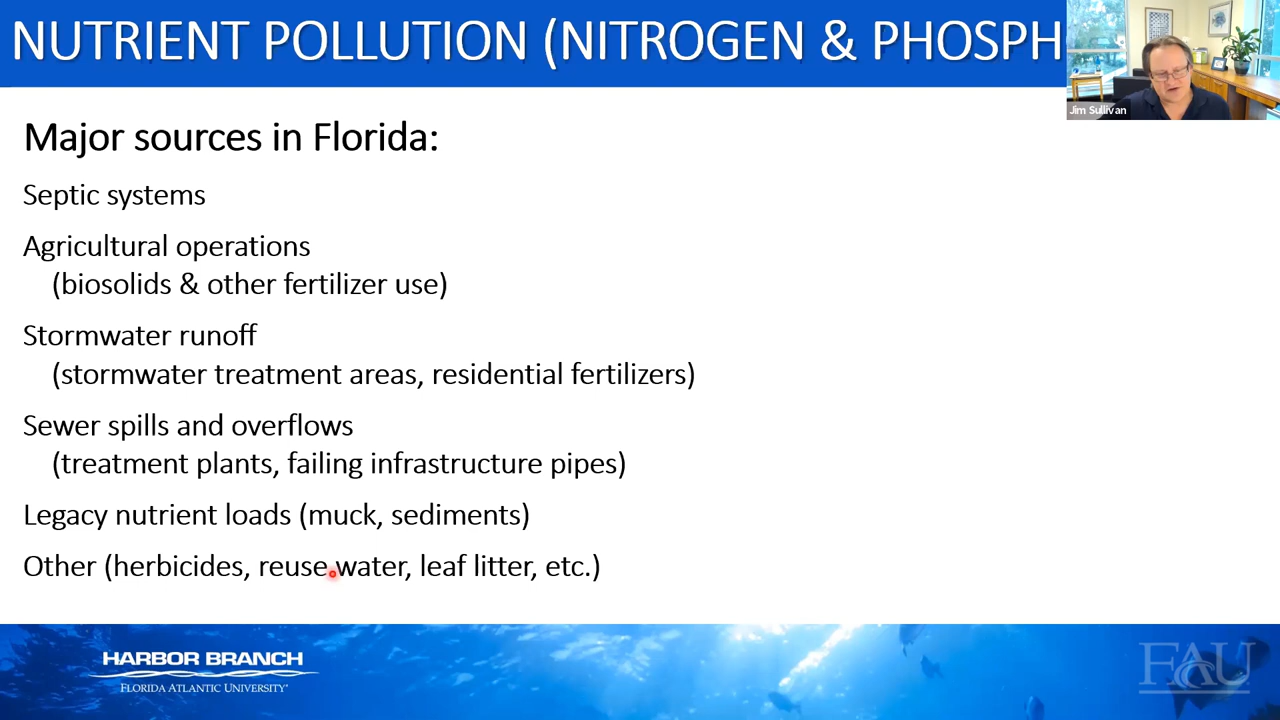 NUTRIENT POLLUTION (NITROGEN & PHOSPH
Jim Sullivan
Major sources in Florida:
Septic systems
Agricultural operations
(biosolids & other fertilizer use)
Stormwater runoff
(stormwater treatment areas, residential fertilizers)
Sewer spills and overflows
(treatment plants, failing infrastructure pipes)
Legacy nutrient loads (muck, sediments)
Other (herbicides, reuse water, leaf litter, etc.)
HARBOR BRANCH
FLORIDA ATLANTIC UNIVERSITY
FAU